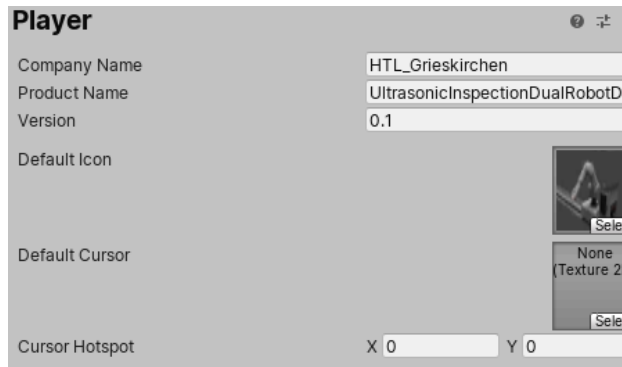 Player
Company Name HTL_Grieskirchen
Product Name UltrasonicInspectionDualRobotD
Version 0.1
Default Icon
Sele
Default Cursor None
(Texture 2
Sele
Cursor Hotspot X 0 Y 0